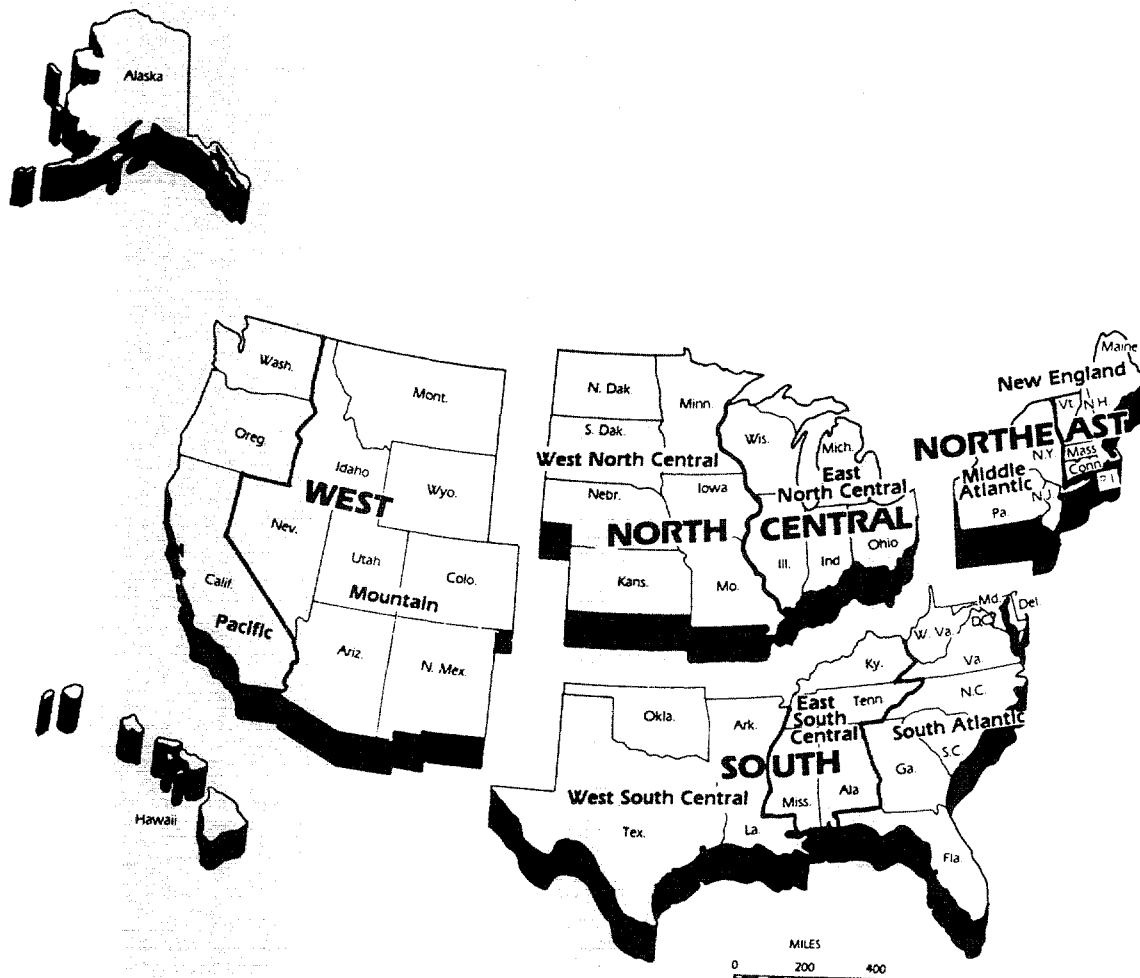 Alaska
Maine
Wash.
New England
Mont.
N. Dak.
Minn.
Vt.
N.H.
Oreg.
S. Dak.
Wis.
Mich.
NORTHEAST
N.Y.
Mass
Conn.
R.I.
West North Central
Idaho
WEST
Wyo.
Nebr.
Iowa
East
North Central
Middle
Atlantic
N.J.
Pa.
Nev.
NORTH CENTRAL
Utah
Colo.
Ill.
Ind
Ohio
Calif.
Mountain
Kans.
Mo.
Md.
Del.
D.C.
Pacific
W. Va.
Va.
Ariz.
N. Mex.
Ky.
N.C.
Okla.
Ark.
East
South
Central
Tenn.
South Atlantic
S.C.
SOUTH
Ga.
West South Central
Miss.
Ala
Hawaii
Tex.
La.
Fla.
MILES
0 200 400